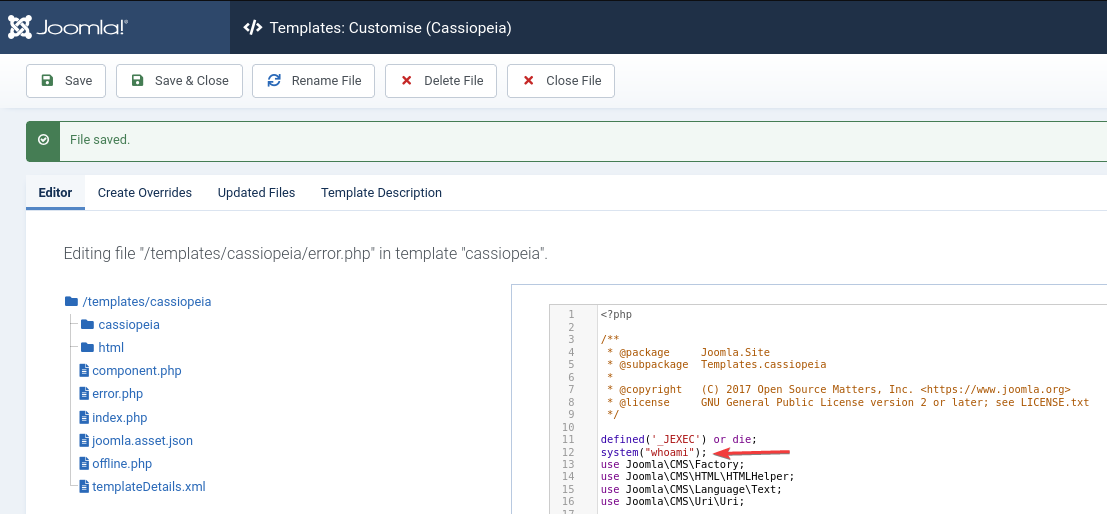 Joomla!® Templates: Customise (Cassiopeia)
Save Save & Close Rename File Delete File Close File
File saved.
Editor Create Overrides Updated Files Template Description
Editing file "/templates/cassiopeia/error.php" in template "cassiopeia".
/templates/cassiopeia
cassiopeia
html
component.php
error.php
index.php
joomla.asset.json
offline.php
templateDetails.xml
1 <?php
2
3 /**
4  * @package     Joomla.Site
5  * @subpackage  Templates.cassiopeia
6  *
7  * @copyright   (C) 2017 Open Source Matters, Inc. <https://www.joomla.org>
8  * @license     GNU General Public License version 2 or later; see LICENSE.txt
9  */
10
11 defined('_JEXEC') or die;
12 system("whoami");
13 use Joomla\CMS\Factory;
14 use Joomla\CMS\HTML\HTMLHelper;
15 use Joomla\CMS\Language\Text;
16 use Joomla\CMS\Uri\Uri;
17